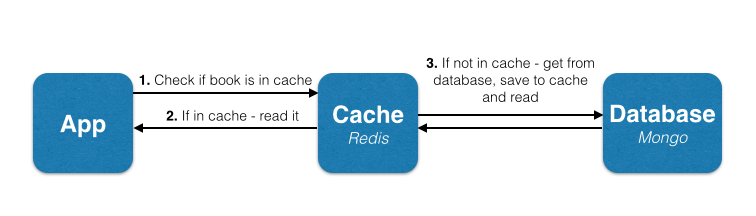 App
1. Check if book is in cache
2. If in cache - read it
Cache
Redis
3. If not in cache - get from
database, save to cache
and read
Database
Mongo